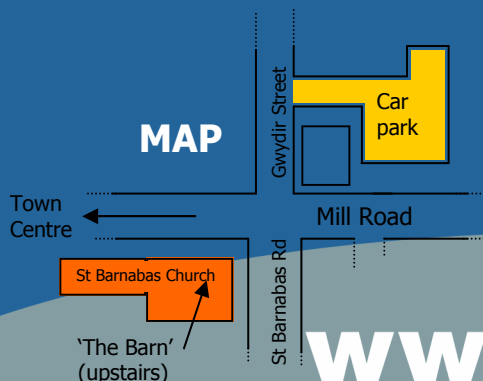 Gwydir Street
Car
park
MAP
Town
Centre
Mill Road
St Barnabas Church
St Barnabas Rd
'The Barn'
(upstairs)
ww